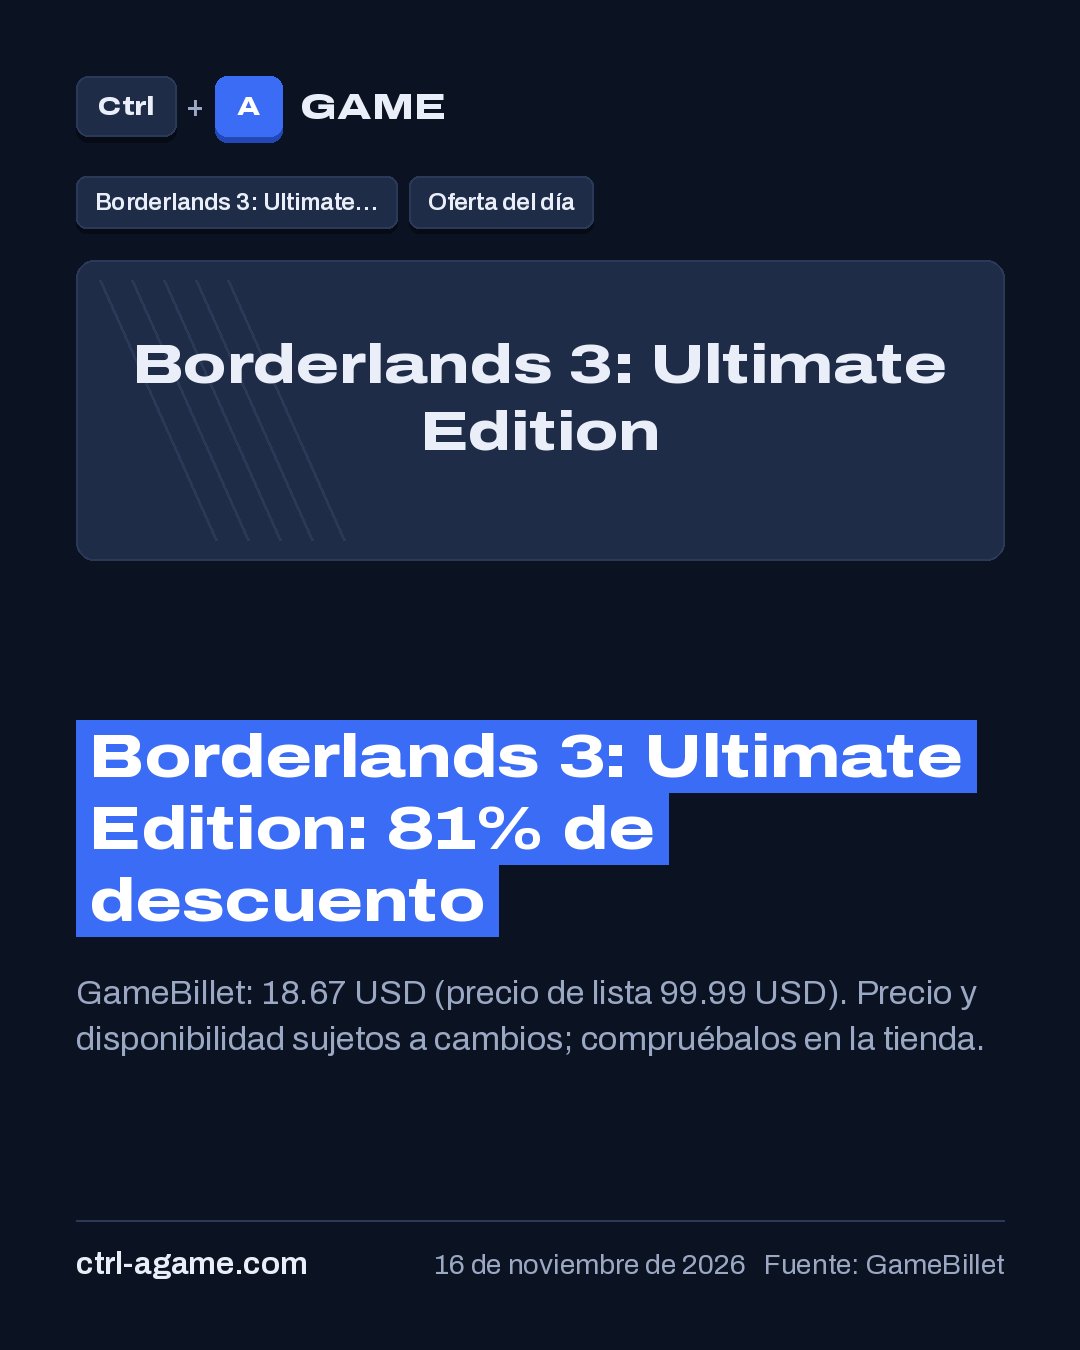 Ctrl + A GAME
Borderlands 3: Ultimate... Oferta del día
Borderlands 3: Ultimate
Edition
Borderlands 3: Ultimate
Edition: 81% de
descuento
GameBillet: 18.67 USD (precio de lista 99.99 USD). Precio y
disponibilidad sujetos a cambios; compruébalos en la tienda.
ctrl-agame.com 16 de noviembre de 2026 Fuente: GameBillet